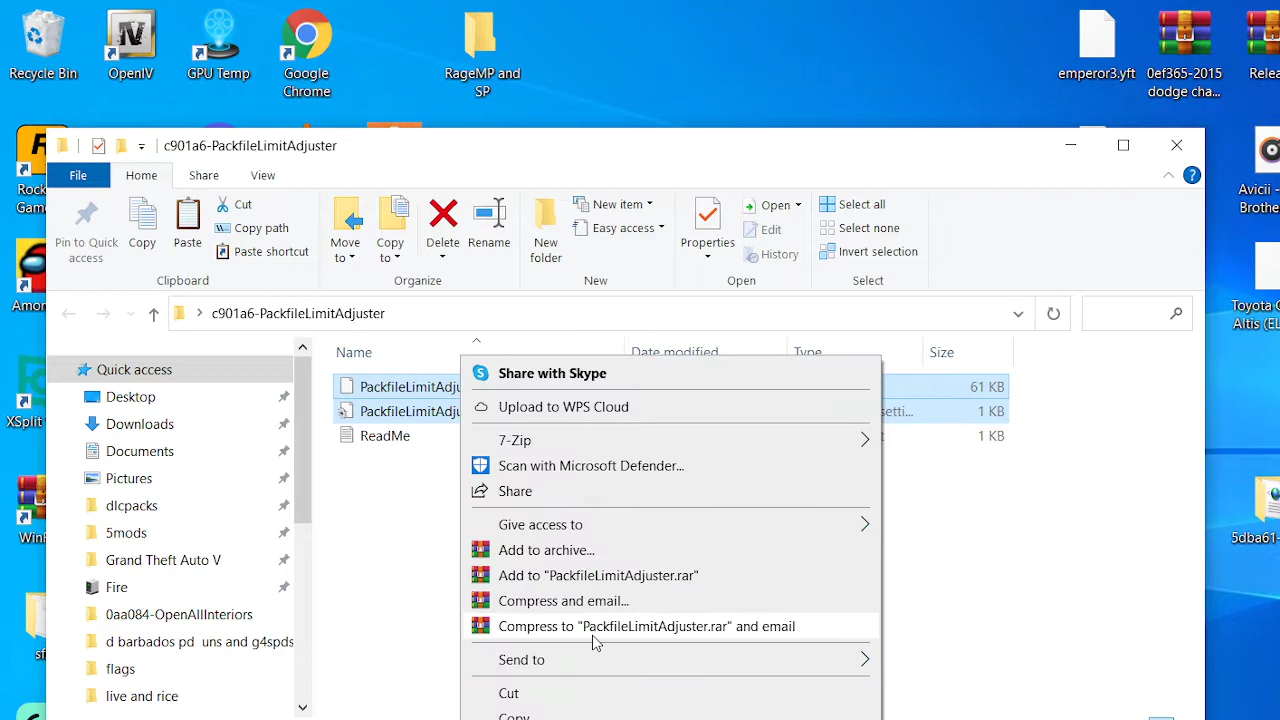 Recycle Bin
OpenIV
GPU Temp
Google
Chrome
RageMP and
SP
emperor3.yft
0ef365-2015
dodge cha...
c901a6-PackfileLimitAdjuster
File
Home
Share
View
Pin to Quick
access
Copy
Paste
Cut
Copy path
Paste shortcut
Clipboard
Move
to
Copy
to
Delete
Rename
Organize
New
folder
New item
Easy access
New
Properties
Open
Edit
History
Open
Select all
Select none
Invert selection
Select
c901a6-PackfileLimitAdjuster
Name
Date modified
Type
Size
Quick access
Desktop
Downloads
Documents
Pictures
dlcpacks
5mods
Grand Theft Auto V
Fire
0aa084-OpenAllInteriors
d barbados pd uns and g4spds
flags
live and rice
PackfileLimitAdju
61 KB
PackfileLimitAdju
setti...
1 KB
ReadMe
1 KB
Share with Skype
Upload to WPS Cloud
7-Zip
Scan with Microsoft Defender...
Share
Give access to
Add to archive...
Add to "PackfileLimitAdjuster.rar"
Compress and email...
Compress to "PackfileLimitAdjuster.rar" and email
Send to
Cut
Copy
Avicii -
Brothe
Toyota
Altis (EL
5dba61-
XSplit